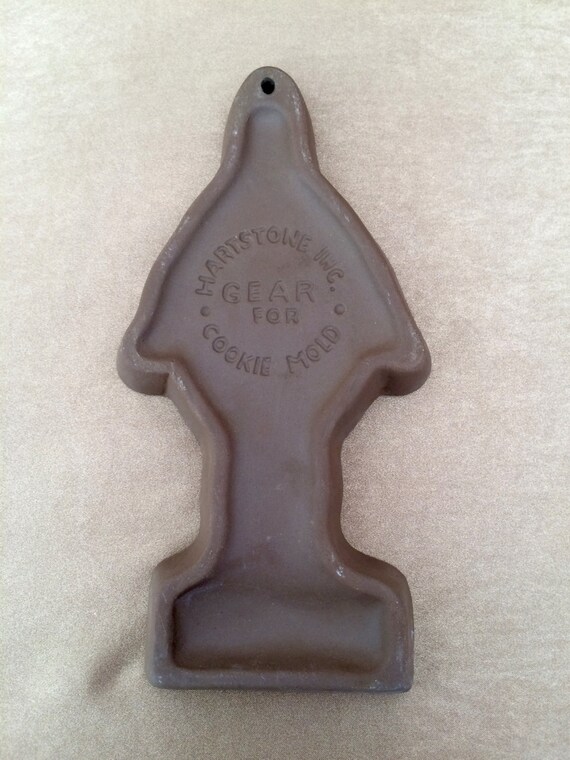 HARTSTONE INC.
GEAR
FOR
• COOKIE MOLD •